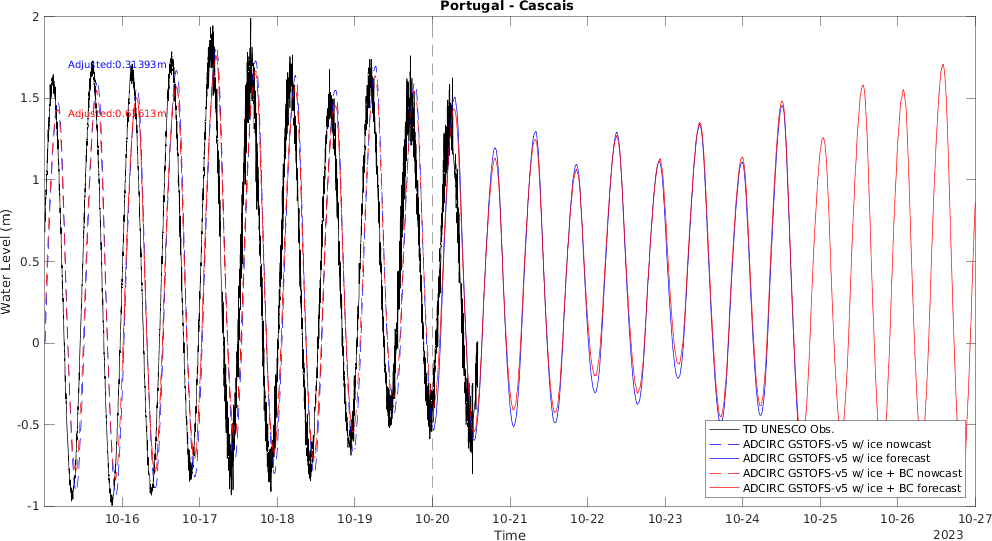 Portugal - Cascais
2
1.5
1
0.5
0
-0.5
-1
Water Level (m)
Adjusted:0.31393m
TD UNESCO Obs.
ADCIRC GSTOFS-v5 w/ ice nowcast
ADCIRC GSTOFS-v5 w/ ice forecast
ADCIRC GSTOFS-v5 w/ ice + BC nowcast
ADCIRC GSTOFS-v5 w/ ice + BC forecast
10-16
10-17
10-18
10-19
10-20
10-21
10-22
10-23
10-24
10-25
10-26
10-27
Time
2023